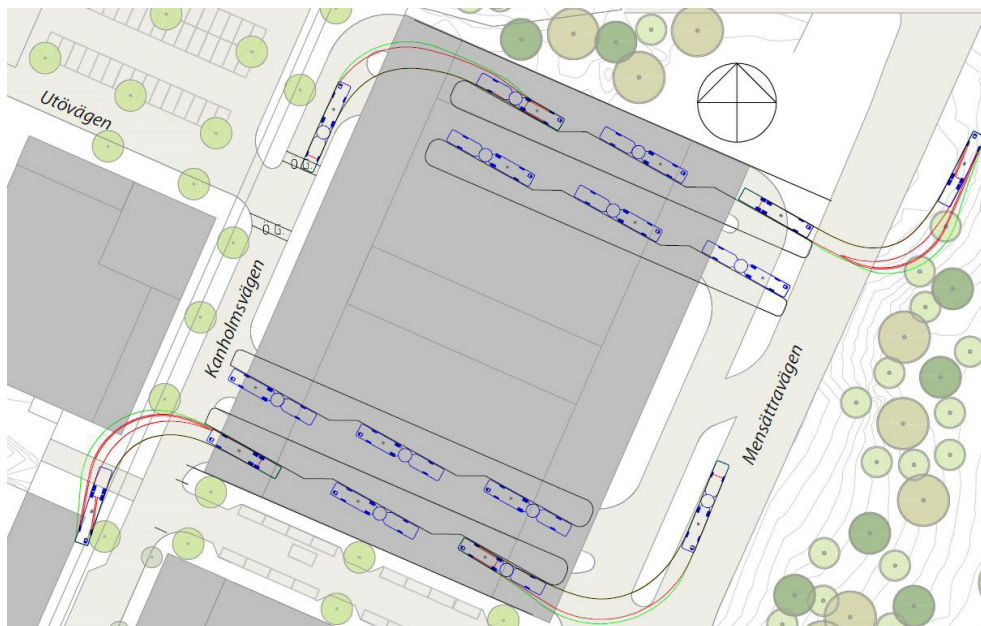 Utövägen
Ö.G.
Ö.G.
Kanholmsvägen
Mensättravägen